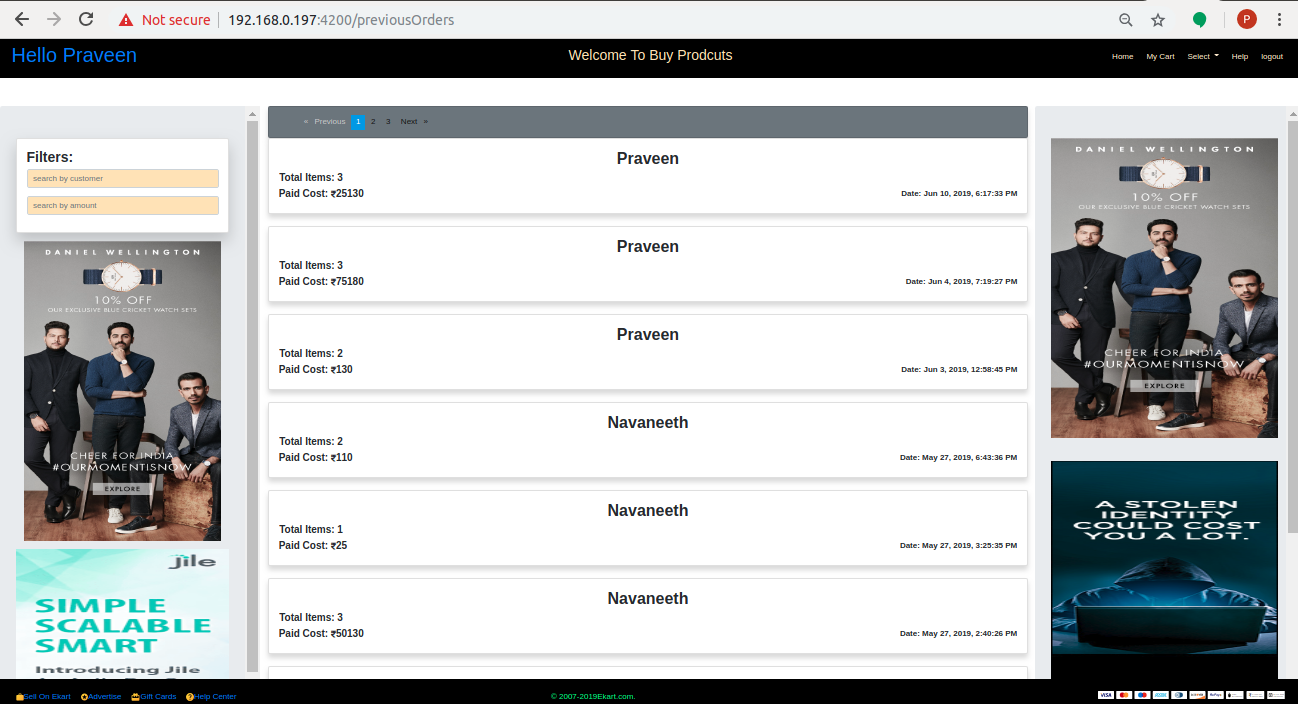 Not secure
192.168.0.197:4200/previousOrders
P
Hello Praveen
Welcome To Buy Prodcuts
Home My Cart Select Help logout
Filters:
search by customer
search by amount
DANIEL WELLINGTON
10% OFF
OUR EXCLUSIVE BLUE CRICKET WATCH SETS
CHEER FOR INDIA
#OURMOMENTISNOW
EXPLORE
jile
SIMPLE
SCALABLE
SMART
Introducing Jile
« Previous 1 2 3 Next »
Praveen
Total Items: 3
Paid Cost: ₹25130
Date: Jun 10, 2019, 6:17:33 PM
Praveen
Total Items: 3
Paid Cost: ₹75180
Date: Jun 4, 2019, 7:19:27 PM
Praveen
Total Items: 2
Paid Cost: ₹130
Date: Jun 3, 2019, 12:58:45 PM
Navaneeth
Total Items: 2
Paid Cost: ₹110
Date: May 27, 2019, 6:43:36 PM
Navaneeth
Total Items: 1
Paid Cost: ₹25
Date: May 27, 2019, 3:25:35 PM
Navaneeth
Total Items: 3
Paid Cost: ₹50130
Date: May 27, 2019, 2:40:26 PM
DANIEL WELLINGTON
10% OFF
OUR EXCLUSIVE BLUE CRICKET WATCH SETS
CHEER FOR INDIA
#OURMOMENTISNOW
EXPLORE
A STOLEN
IDENTITY
COULD COST
YOU A LOT.
Sell On Ekart Advertise Gift Cards Help Center
© 2007-2019Ekart.com.
VISA